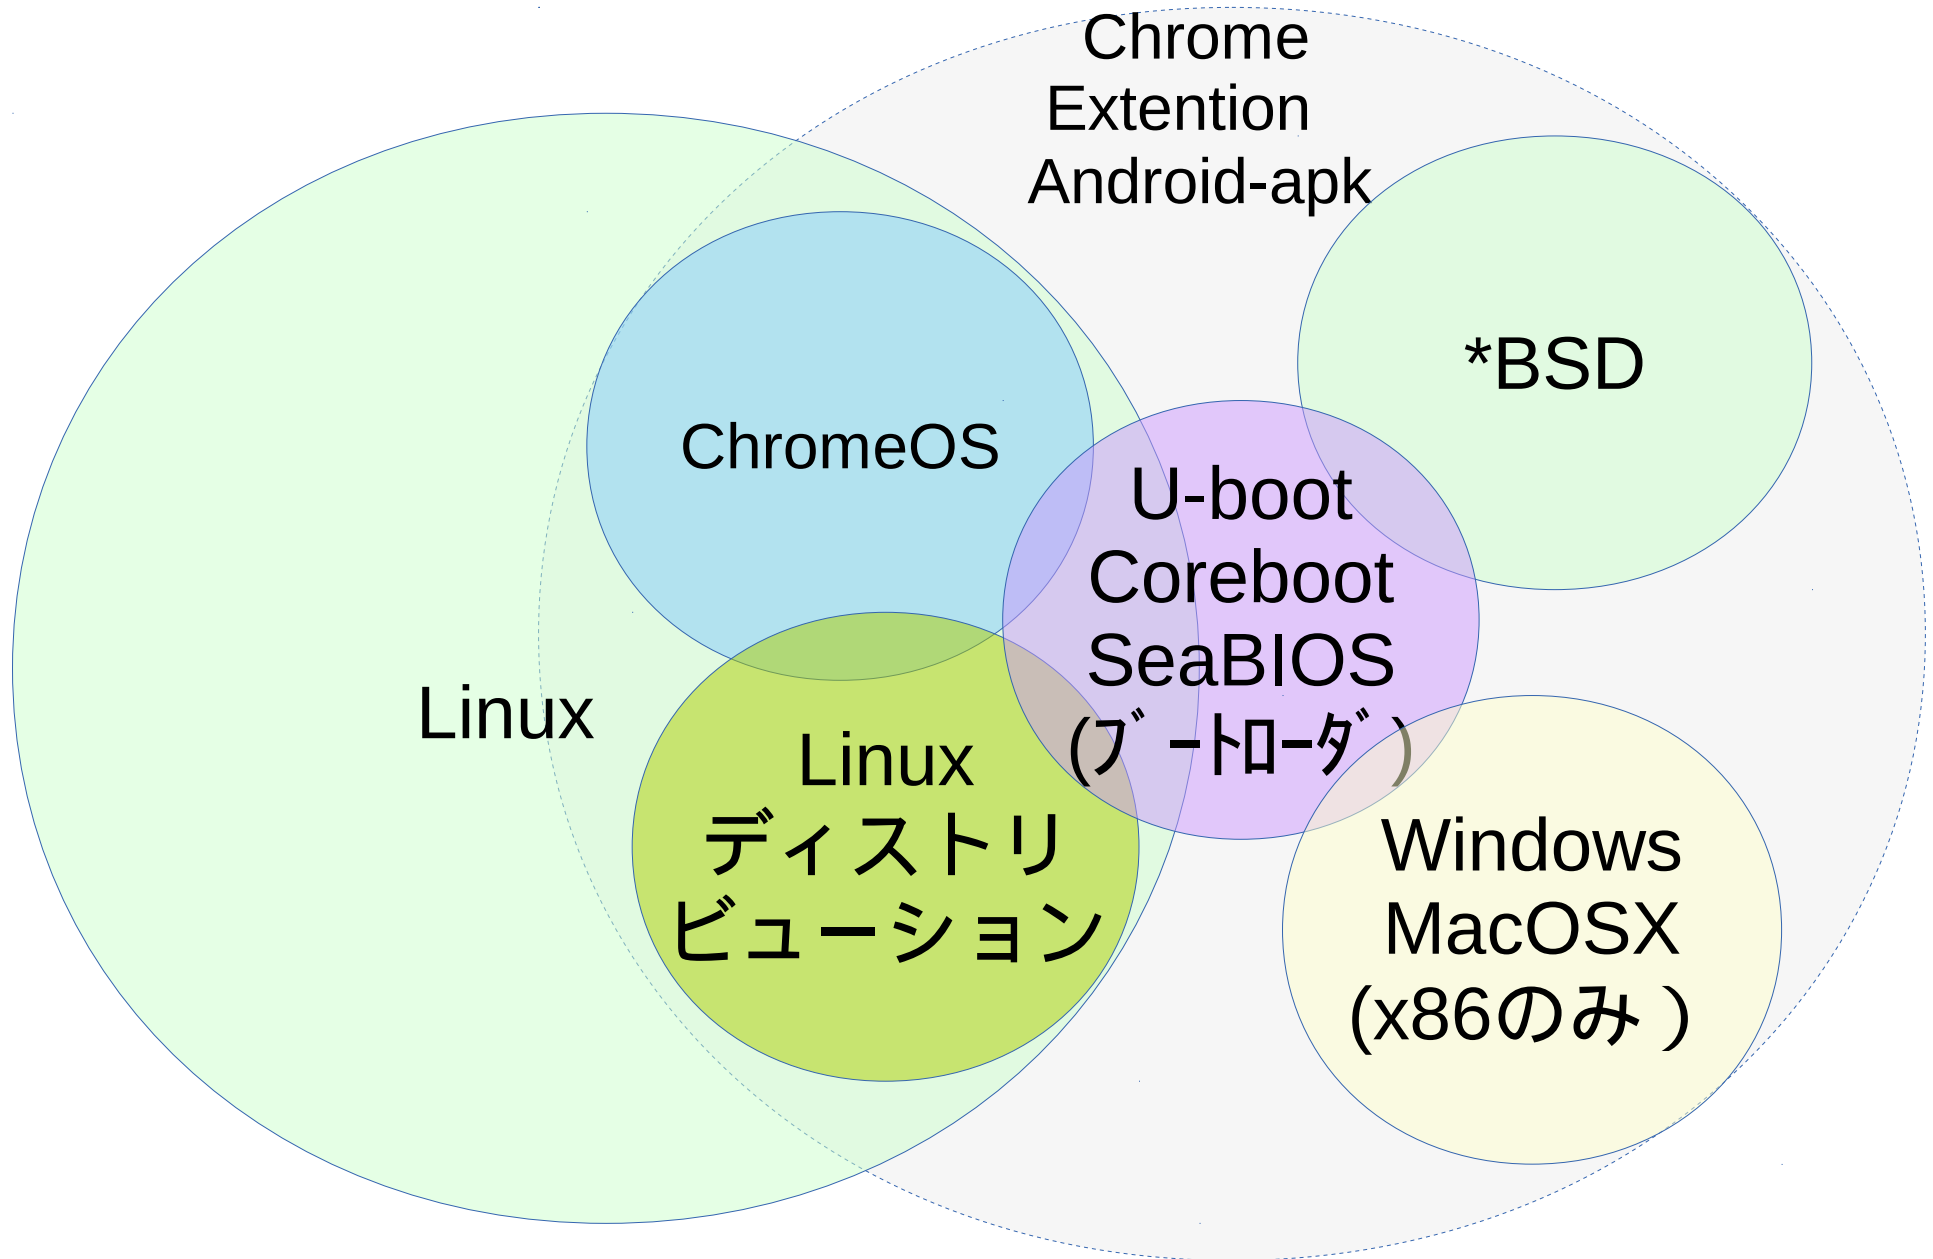 Chrome
Extention
Android-apk
*BSD
ChromeOS
U-boot
Coreboot
SeaBIOS
(ﾌﾞｰﾄﾛｰﾀﾞ)
Linux
Linux
ディストリ
ビューション
Windows
MacOSX
(x86のみ）